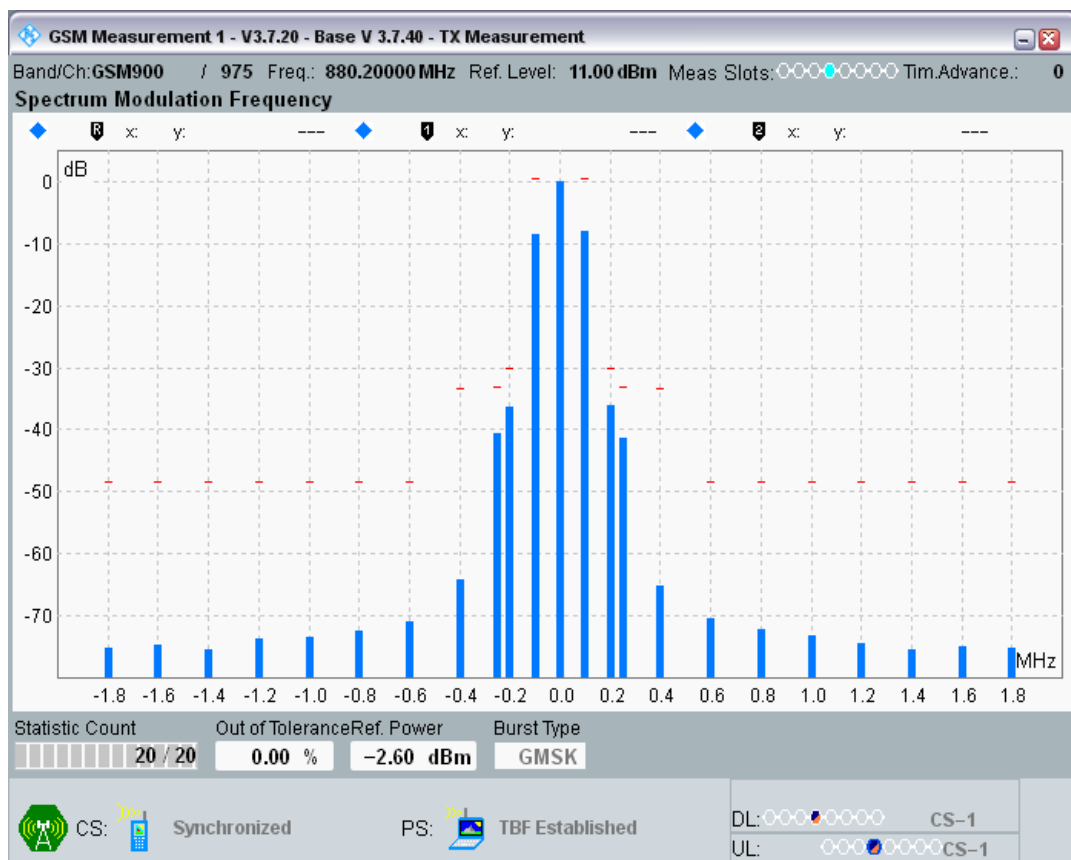 GSM Measurement 1 - V3.7.20 - Base V 3.7.40 - TX Measurement
Band/Ch:GSM900 / 975 Freq.: 880.20000 MHz Ref. Level: 11.00 dBm Meas Slots: Tim.Advance.: 0
Spectrum Modulation Frequency
R x: y: --- 1 x: y: --- 2 x: y: ---
dB
0
-10
-20
-30
-40
-50
-60
-70
MHz
-1.8 -1.6 -1.4 -1.2 -1.0 -0.8 -0.6 -0.4 -0.2 0.0 0.2 0.4 0.6 0.8 1.0 1.2 1.4 1.6 1.8
Statistic Count Out of Tolerance Ref. Power Burst Type
20 / 20 0.00 % −2.60 dBm GMSK
CS: Synchronized PS: TBF Established DL: CS−1
UL: CS−1